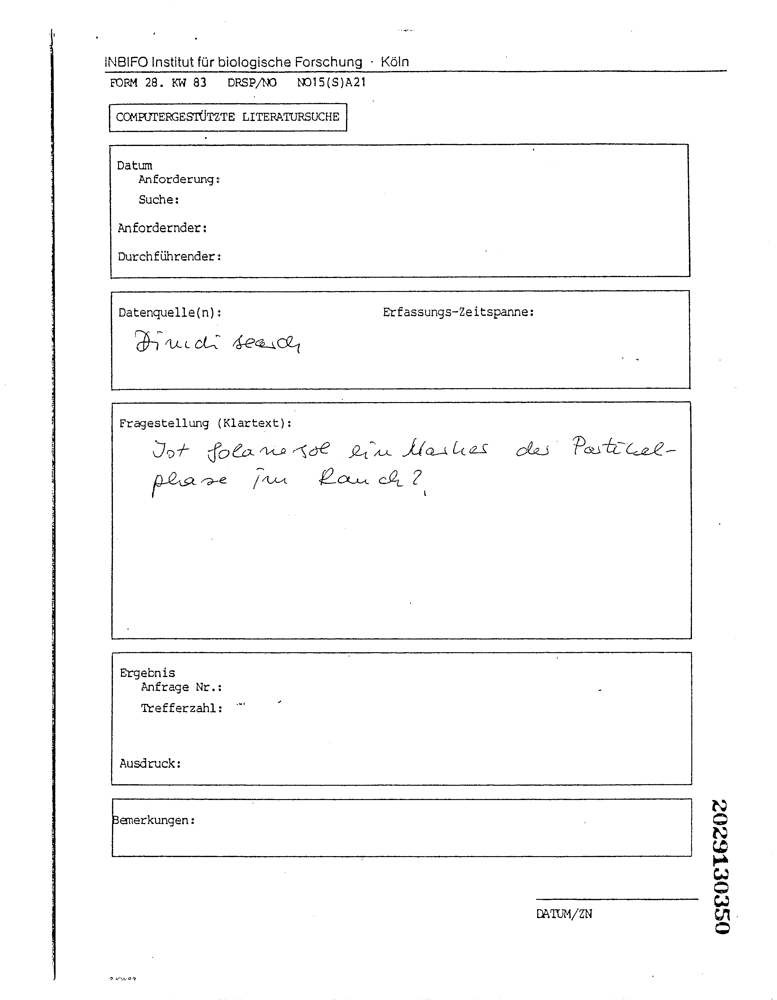 INBIFO Institut für biologische Forschung · Köln
FORM 28. KW 83 DRSP/NO NO15(S)A21
COMPUTERGESTÜTZTE LITERATURSUCHE
Datum
Anforderung:
Suche:
Anfordernder:
Durchführender:
Datenquelle(n): Erfassungs-Zeitspanne:
search
Fragestellung (Klartext):
Ist Solanesol ein Marker der Partikel-
phase im Rauch?
Ergebnis
Anfrage Nr.:
Trefferzahl:
Ausdruck:
Bemerkungen:
DATUM/ZN
2029130350